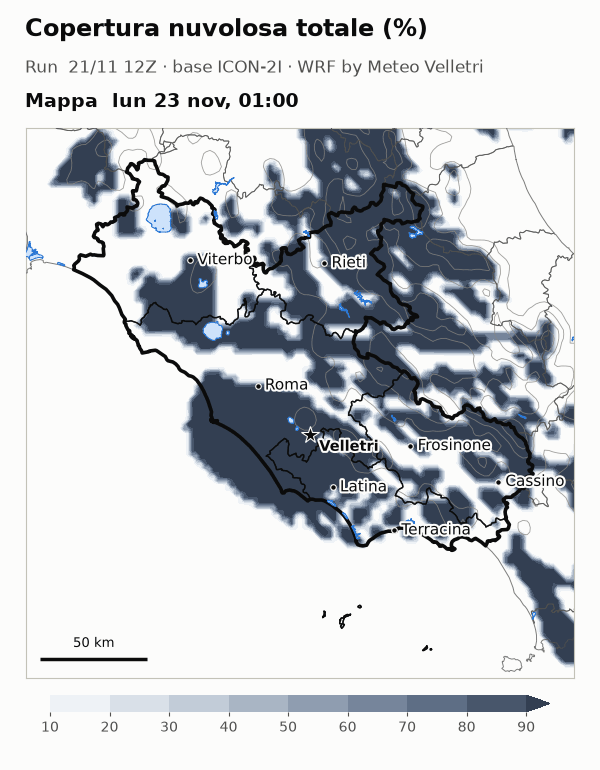 Copertura nuvolosa totale (%)
Run  21/11 12Z · base ICON-2I · WRF by Meteo Velletri
Mappa  lun 23 nov, 01:00
Viterbo
Rieti
Roma
Velletri
Frosinone
Latina
Cassino
Terracina
50 km
10 20 30 40 50 60 70 80 90